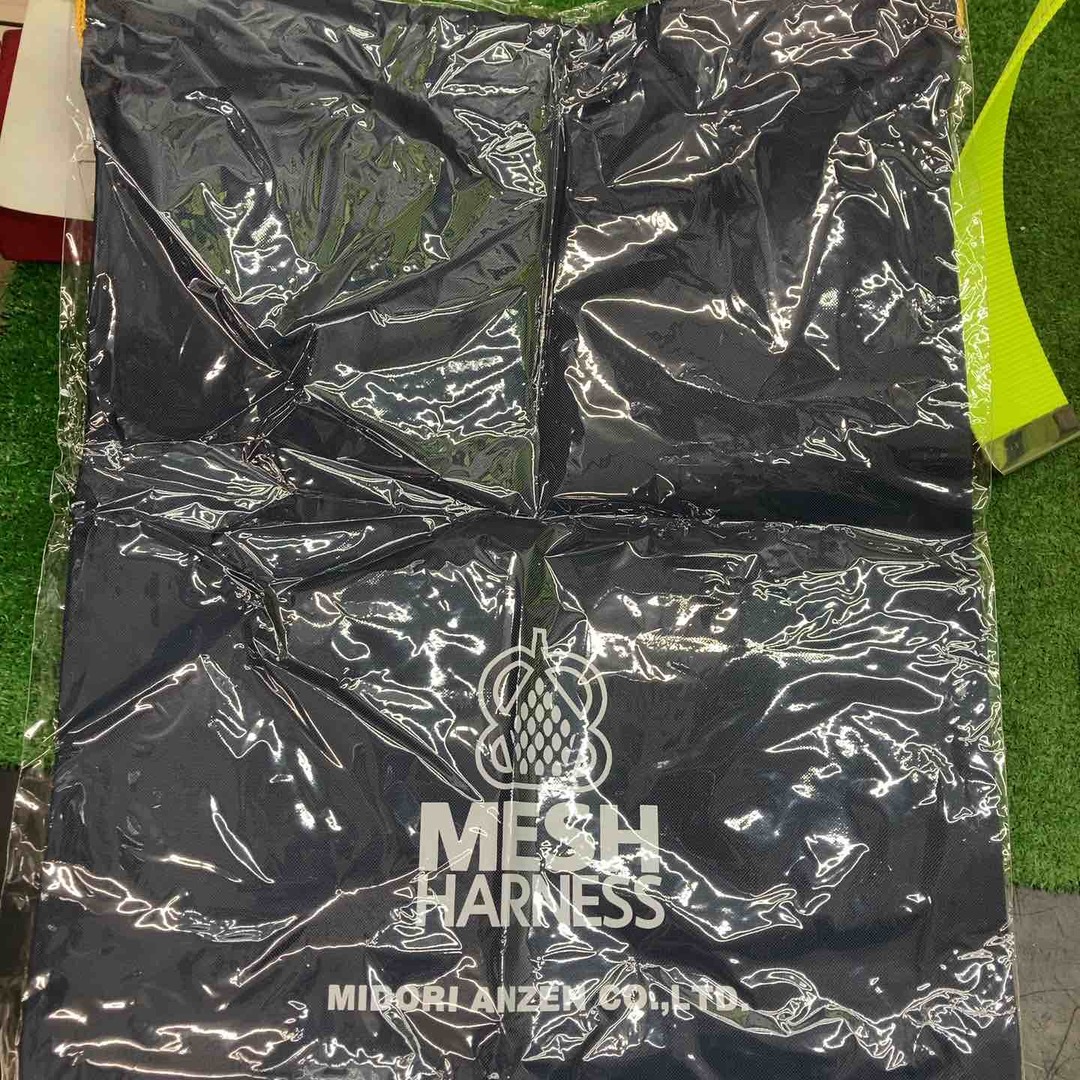 MESH
HARNESS
MIDORI ANZEN CO.,LTD.